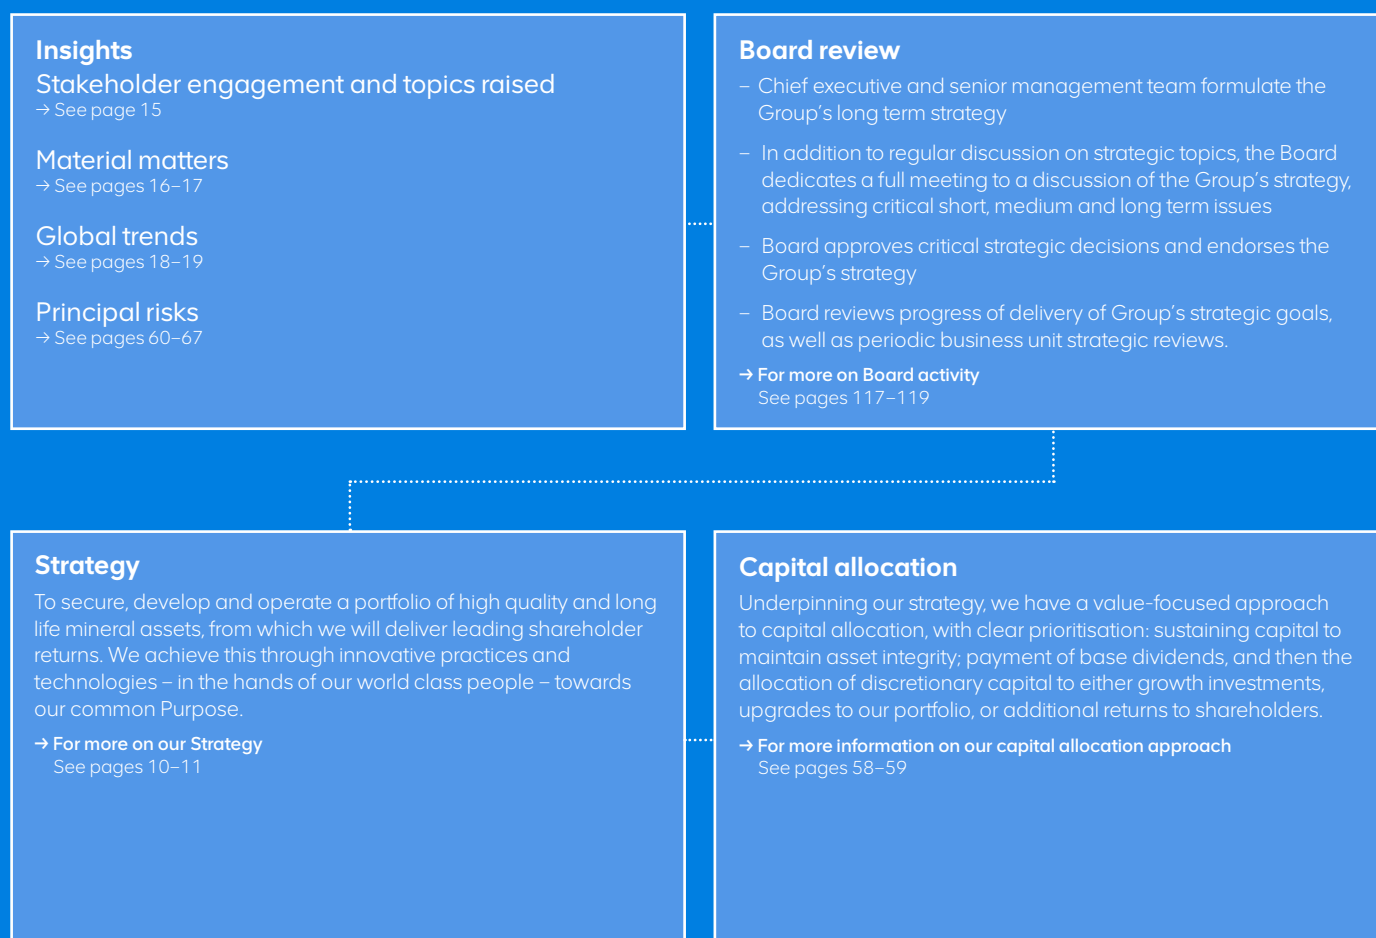 Insights
Stakeholder engagement and topics raised
→ See page 15
Material matters
→ See pages 16–17
Global trends
→ See pages 18–19
Principal risks
→ See pages 60–67
Board review
– Chief executive and senior management team formulate the
Group's long term strategy
– In addition to regular discussion on strategic topics, the Board
dedicates a full meeting to a discussion of the Group's strategy,
addressing critical short, medium and long term issues
– Board approves critical strategic decisions and endorses the
Group's strategy
– Board reviews progress of delivery of Group's strategic goals,
as well as periodic business unit strategic reviews.
→ For more on Board activity
See pages 117–119
Strategy
To secure, develop and operate a portfolio of high quality and long
life mineral assets, from which we will deliver leading shareholder
returns. We achieve this through innovative practices and
technologies – in the hands of our world class people – towards
our common Purpose.
→ For more on our Strategy
See pages 10–11
Capital allocation
Underpinning our strategy, we have a value-focused approach
to capital allocation, with clear prioritisation: sustaining capital to
maintain asset integrity; payment of base dividends, and then the
allocation of discretionary capital to either growth investments,
upgrades to our portfolio, or additional returns to shareholders.
→ For more information on our capital allocation approach
See pages 58–59